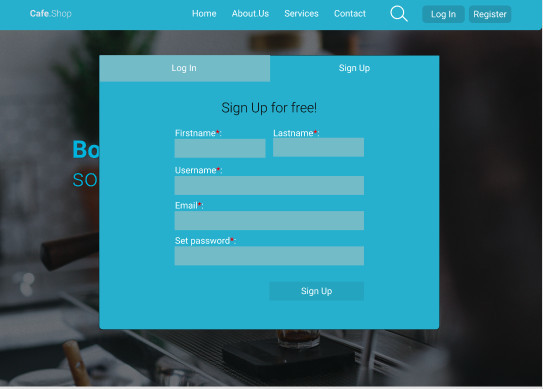 Cafe.Shop Home About Us Services Contact Log In Register
Log In Sign Up
Sign Up for free!
Firstname*: Lastname*:
Bo
so
Username*:
Email*:
Set password*:
Sign Up